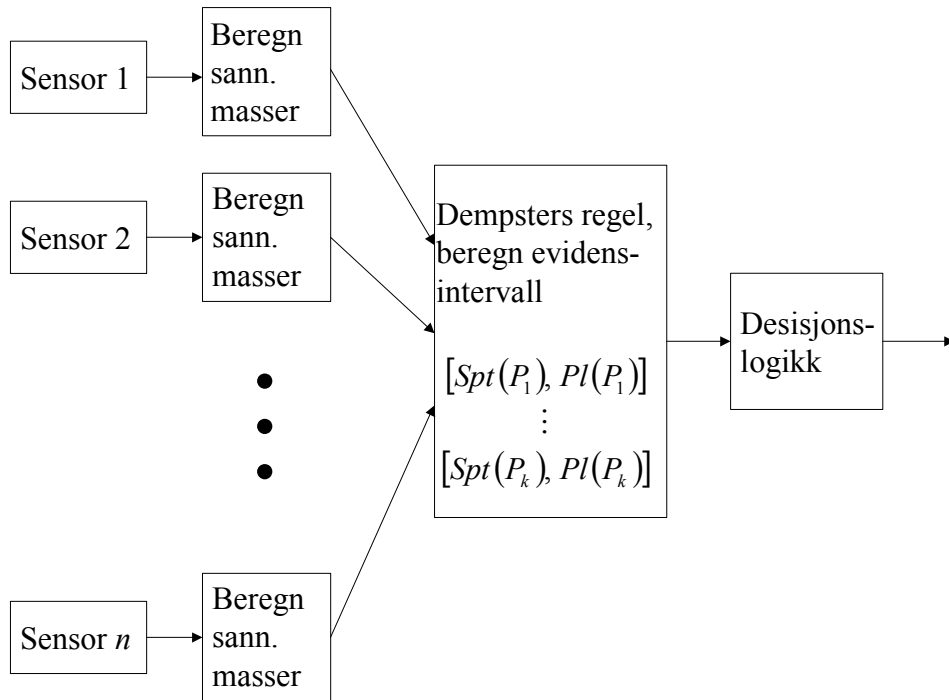 Sensor 1
Beregn
sann.
masser
Sensor 2
Beregn
sann.
masser
Sensor n
Beregn
sann.
masser
Dempsters regel,
beregn evidens-
intervall
[Spt(P₁), Pl(P₁)]
⋮
[Spt(Pₖ), Pl(Pₖ)]
Desisjons-
logikk